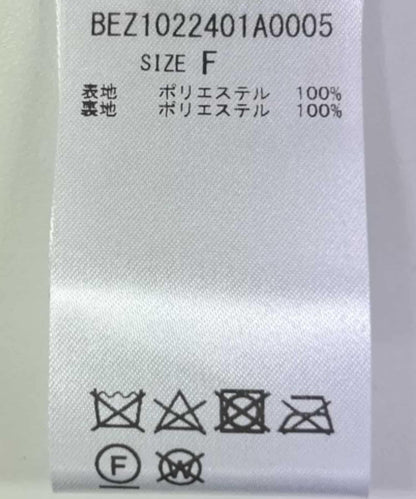 BEZ1022401A0005
SIZE F
表地 ポリエステル 100%
裏地 ポリエステル 100%
F
W